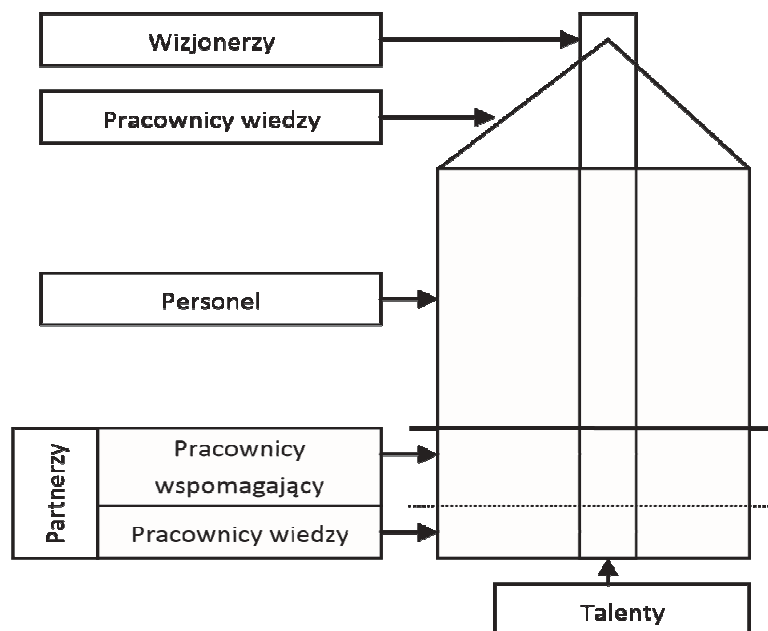 Wizjonerzy
Pracownicy wiedzy
Personel
Partnerzy
Pracownicy
wspomagający
Pracownicy wiedzy
Talenty